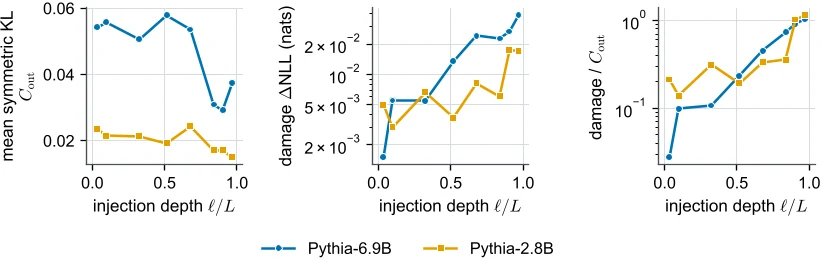 mean symmetric KL
C_out
0.06
0.04
0.02
0.0 0.5 1.0
injection depth ℓ/L
damage ΔNLL (nats)
2 × 10⁻²
10⁻²
5 × 10⁻³
2 × 10⁻³
0.0 0.5 1.0
injection depth ℓ/L
damage / C_out
10⁰
10⁻¹
0.0 0.5 1.0
injection depth ℓ/L
Pythia-6.9B Pythia-2.8B